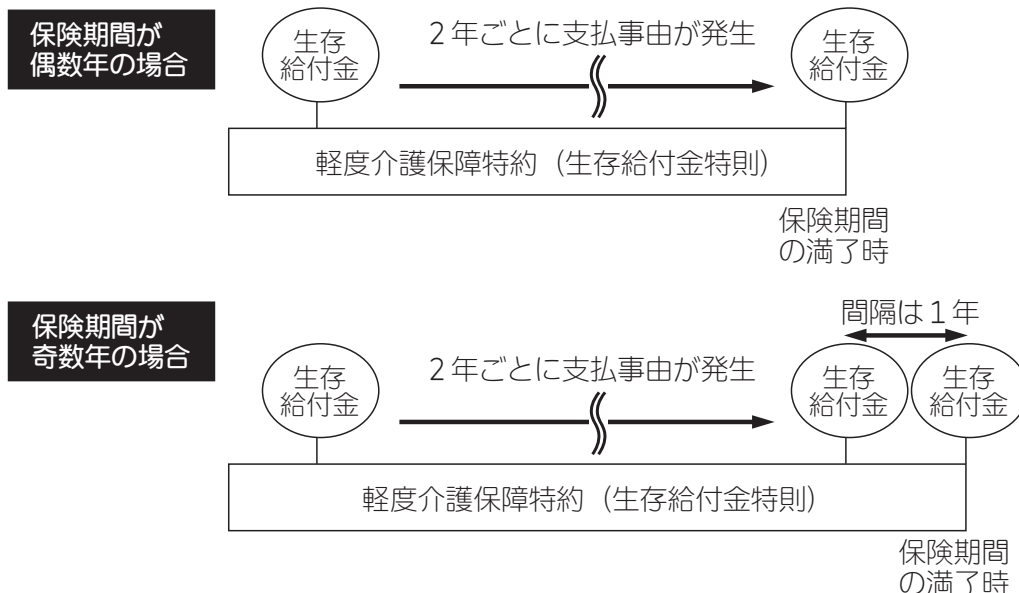 保険期間が
偶数年の場合
生存
給付金
2年ごとに支払事由が発生
生存
給付金
軽度介護保障特約（生存給付金特則）
保険期間
の満了時
保険期間が
奇数年の場合
間隔は1年
生存
給付金
2年ごとに支払事由が発生
生存
給付金
生存
給付金
軽度介護保障特約（生存給付金特則）
保険期間
の満了時